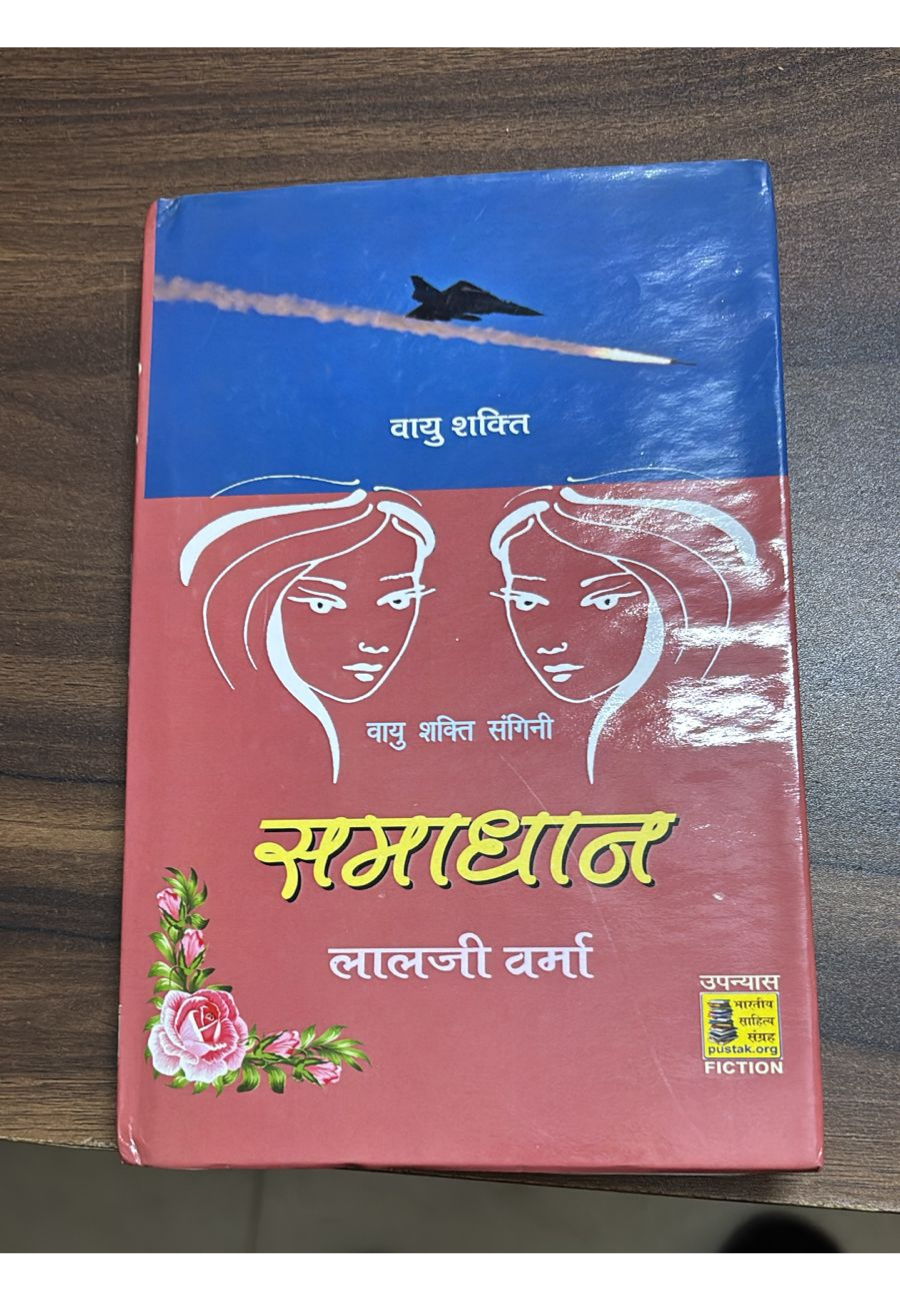 वायु शक्ति
वायु शक्ति संगिनी
समाधान
लालजी वर्मा
उपन्यास
भारतीय
साहित्य
संग्रह
pustak.org
FICTION